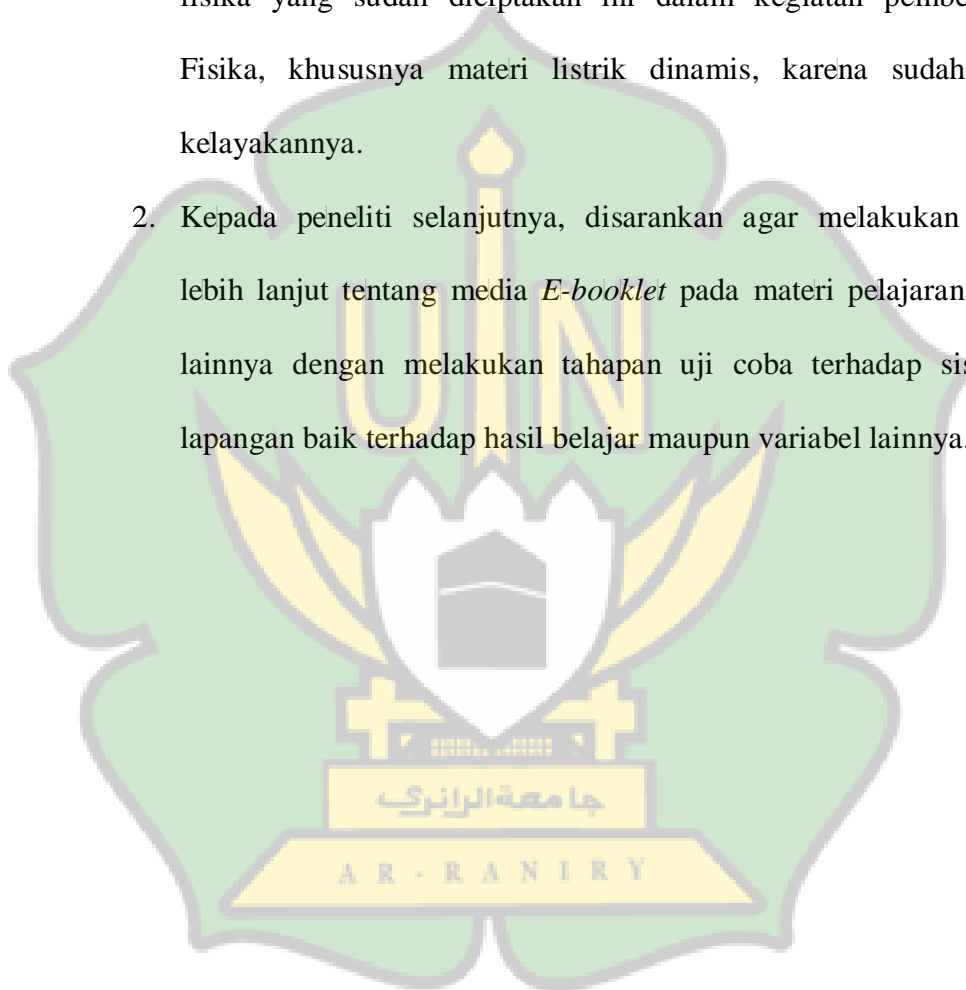 fisika yang sudah diciptakan ini dalam kegiatan
Fisika, khususnya materi listrik dinamis, karena sudah
kelayakannya.
2. Kepada peneliti selanjutnya, disarankan agar melakukan
lebih lanjut tentang media E-booklet pada materi pelajaran
lainnya dengan melakukan tahapan uji coba terhadap
lapangan baik terhadap hasil belajar maupun variabel lainnya.
UIN
جامعة الرانري
AR-RANIRY